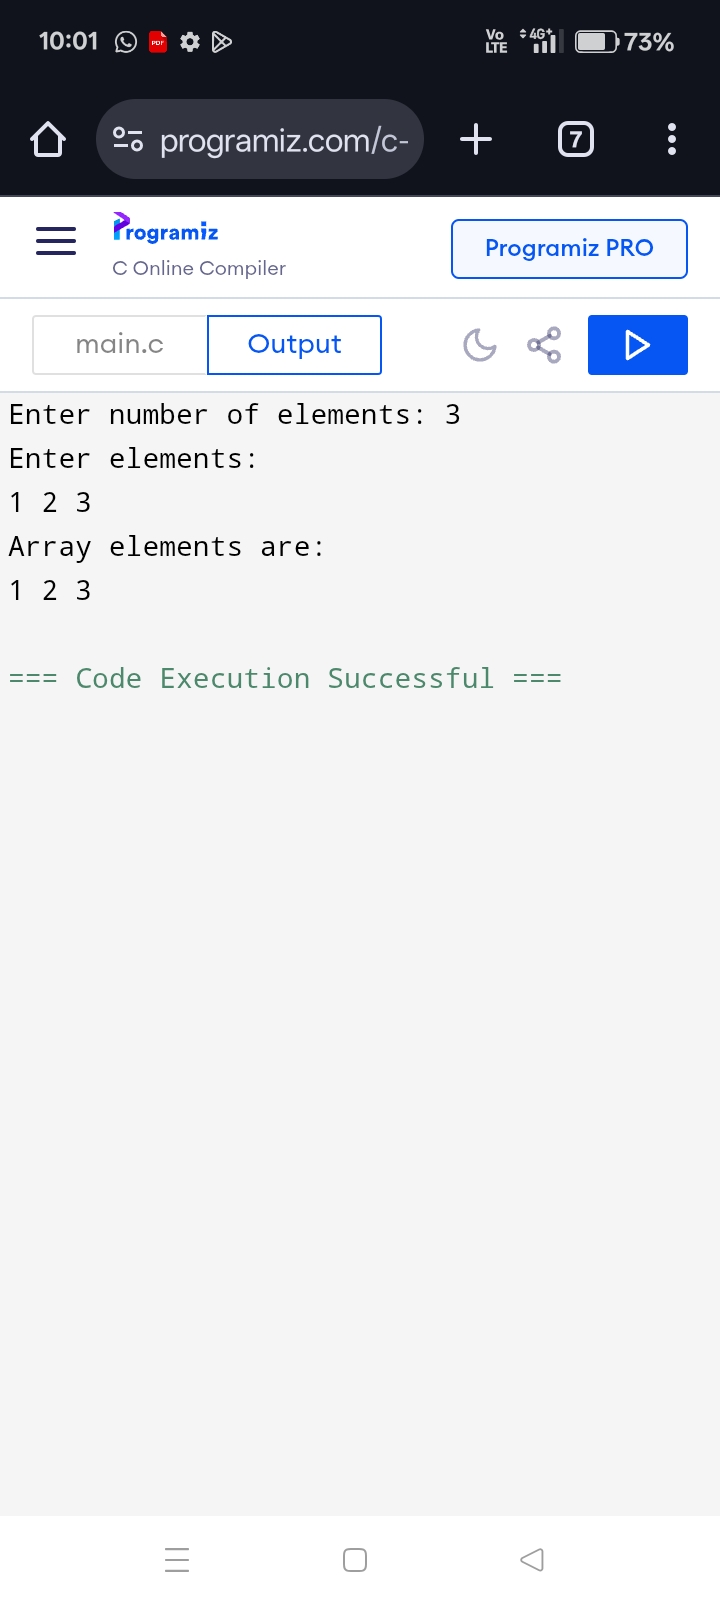 10:01 Vo LTE 4G+ 73%
programiz.com/c- 7
Programiz
C Online Compiler
Programiz PRO
main.c Output
Enter number of elements: 3
Enter elements:
1 2 3
Array elements are:
1 2 3
=== Code Execution Successful ===